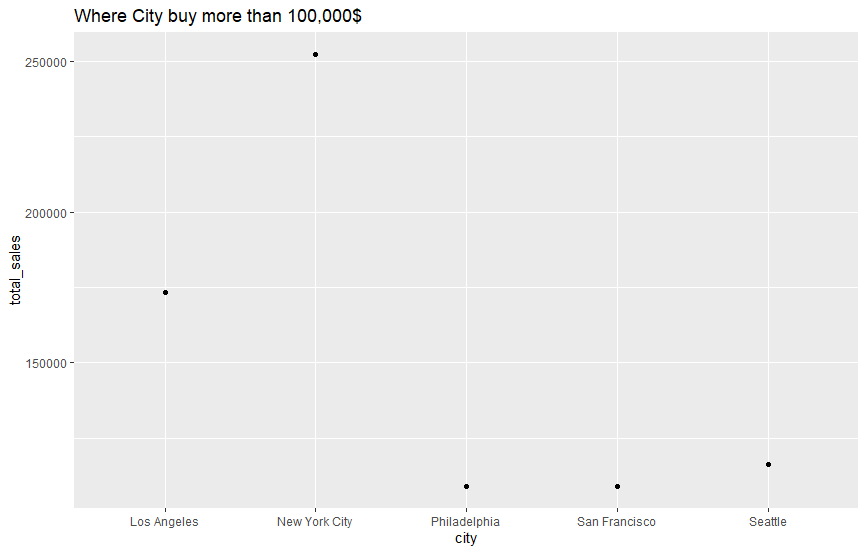 Where City buy more than 100,000$
250000
200000
150000
total_sales
Los Angeles New York City Philadelphia San Francisco Seattle
city